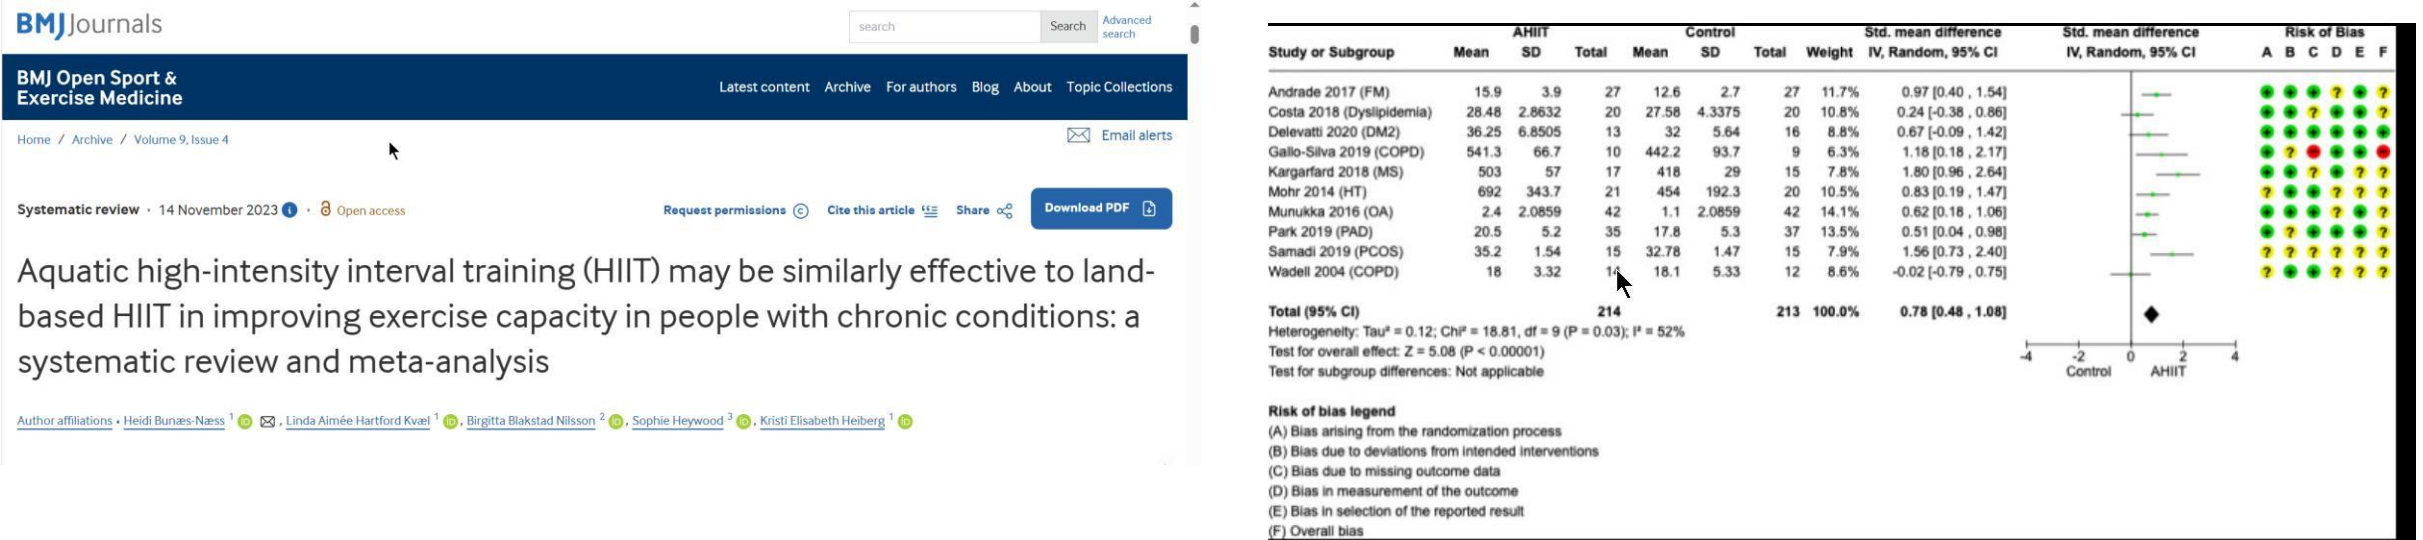 BMJ Journals
search
Search
Advanced
search
BMJ Open Sport &
Exercise Medicine
Latest content Archive For authors Blog About Topic Collections
Home / Archive / Volume 9, Issue 4
Email alerts
Systematic review · 14 November 2023 i · Open access
Request permissions © Cite this article Share Download PDF
Aquatic high-intensity interval training (HIIT) may be similarly effective to land-
based HIIT in improving exercise capacity in people with chronic conditions: a
systematic review and meta-analysis
Author affiliations • Heidi Bunæs-Næss 1 iD, Linda Aimée Hartford Kvæl 1 iD, Birgitta Blakstad Nilsson 2 iD, Sophie Heywood 3 iD, Kristi Elisabeth Heiberg 1 iD
AHIIT Control Std. mean difference Std. mean difference Risk of Bias
Study or Subgroup Mean SD Total Mean SD Total Weight IV, Random, 95% CI IV, Random, 95% CI A B C D E F
Andrade 2017 (FM) 15.9 3.9 27 12.6 2.7 27 11.7% 0.97 [0.40 , 1.54] + + + ? + ?
Costa 2018 (Dyslipidemia) 28.48 2.8632 20 27.58 4.3375 20 10.8% 0.24 [-0.38 , 0.86] + + ? + + ?
Delevatti 2020 (DM2) 36.25 6.8505 13 32 5.64 16 8.8% 0.67 [-0.09 , 1.42] + + + + + +
Gallo-Silva 2019 (COPD) 541.3 66.7 10 442.2 93.7 9 6.3% 1.18 [0.18 , 2.17] + ? - + + -
Kargarfard 2018 (MS) 503 57 17 418 29 15 7.8% 1.80 [0.96 , 2.64] + + ? + ? ?
Mohr 2014 (HT) 692 343.7 21 454 192.3 20 10.5% 0.83 [0.19 , 1.47] ? + + ? ? ?
Munukka 2016 (OA) 2.4 2.0859 42 1.1 2.0859 42 14.1% 0.62 [0.18 , 1.06] + + + ? + ?
Park 2019 (PAD) 20.5 5.2 35 17.8 5.3 37 13.5% 0.51 [0.04 , 0.98] + ? + + + ?
Samadi 2019 (PCOS) 35.2 1.54 15 32.78 1.47 15 7.9% 1.56 [0.73 , 2.40] ? ? ? ? ? ?
Wadell 2004 (COPD) 18 3.32 14 18.1 5.33 12 8.6% -0.02 [-0.79 , 0.75] ? + + ? ? ?
Total (95% CI) 214 213 100.0% 0.78 [0.48 , 1.08]
Heterogeneity: Tau² = 0.12; Chi² = 18.81, df = 9 (P = 0.03); I² = 52%
Test for overall effect: Z = 5.08 (P < 0.00001)
Test for subgroup differences: Not applicable
-4 -2 0 2 4
Control AHIIT
Risk of bias legend
(A) Bias arising from the randomization process
(B) Bias due to deviations from intended interventions
(C) Bias due to missing outcome data
(D) Bias in measurement of the outcome
(E) Bias in selection of the reported result
(F) Overall bias